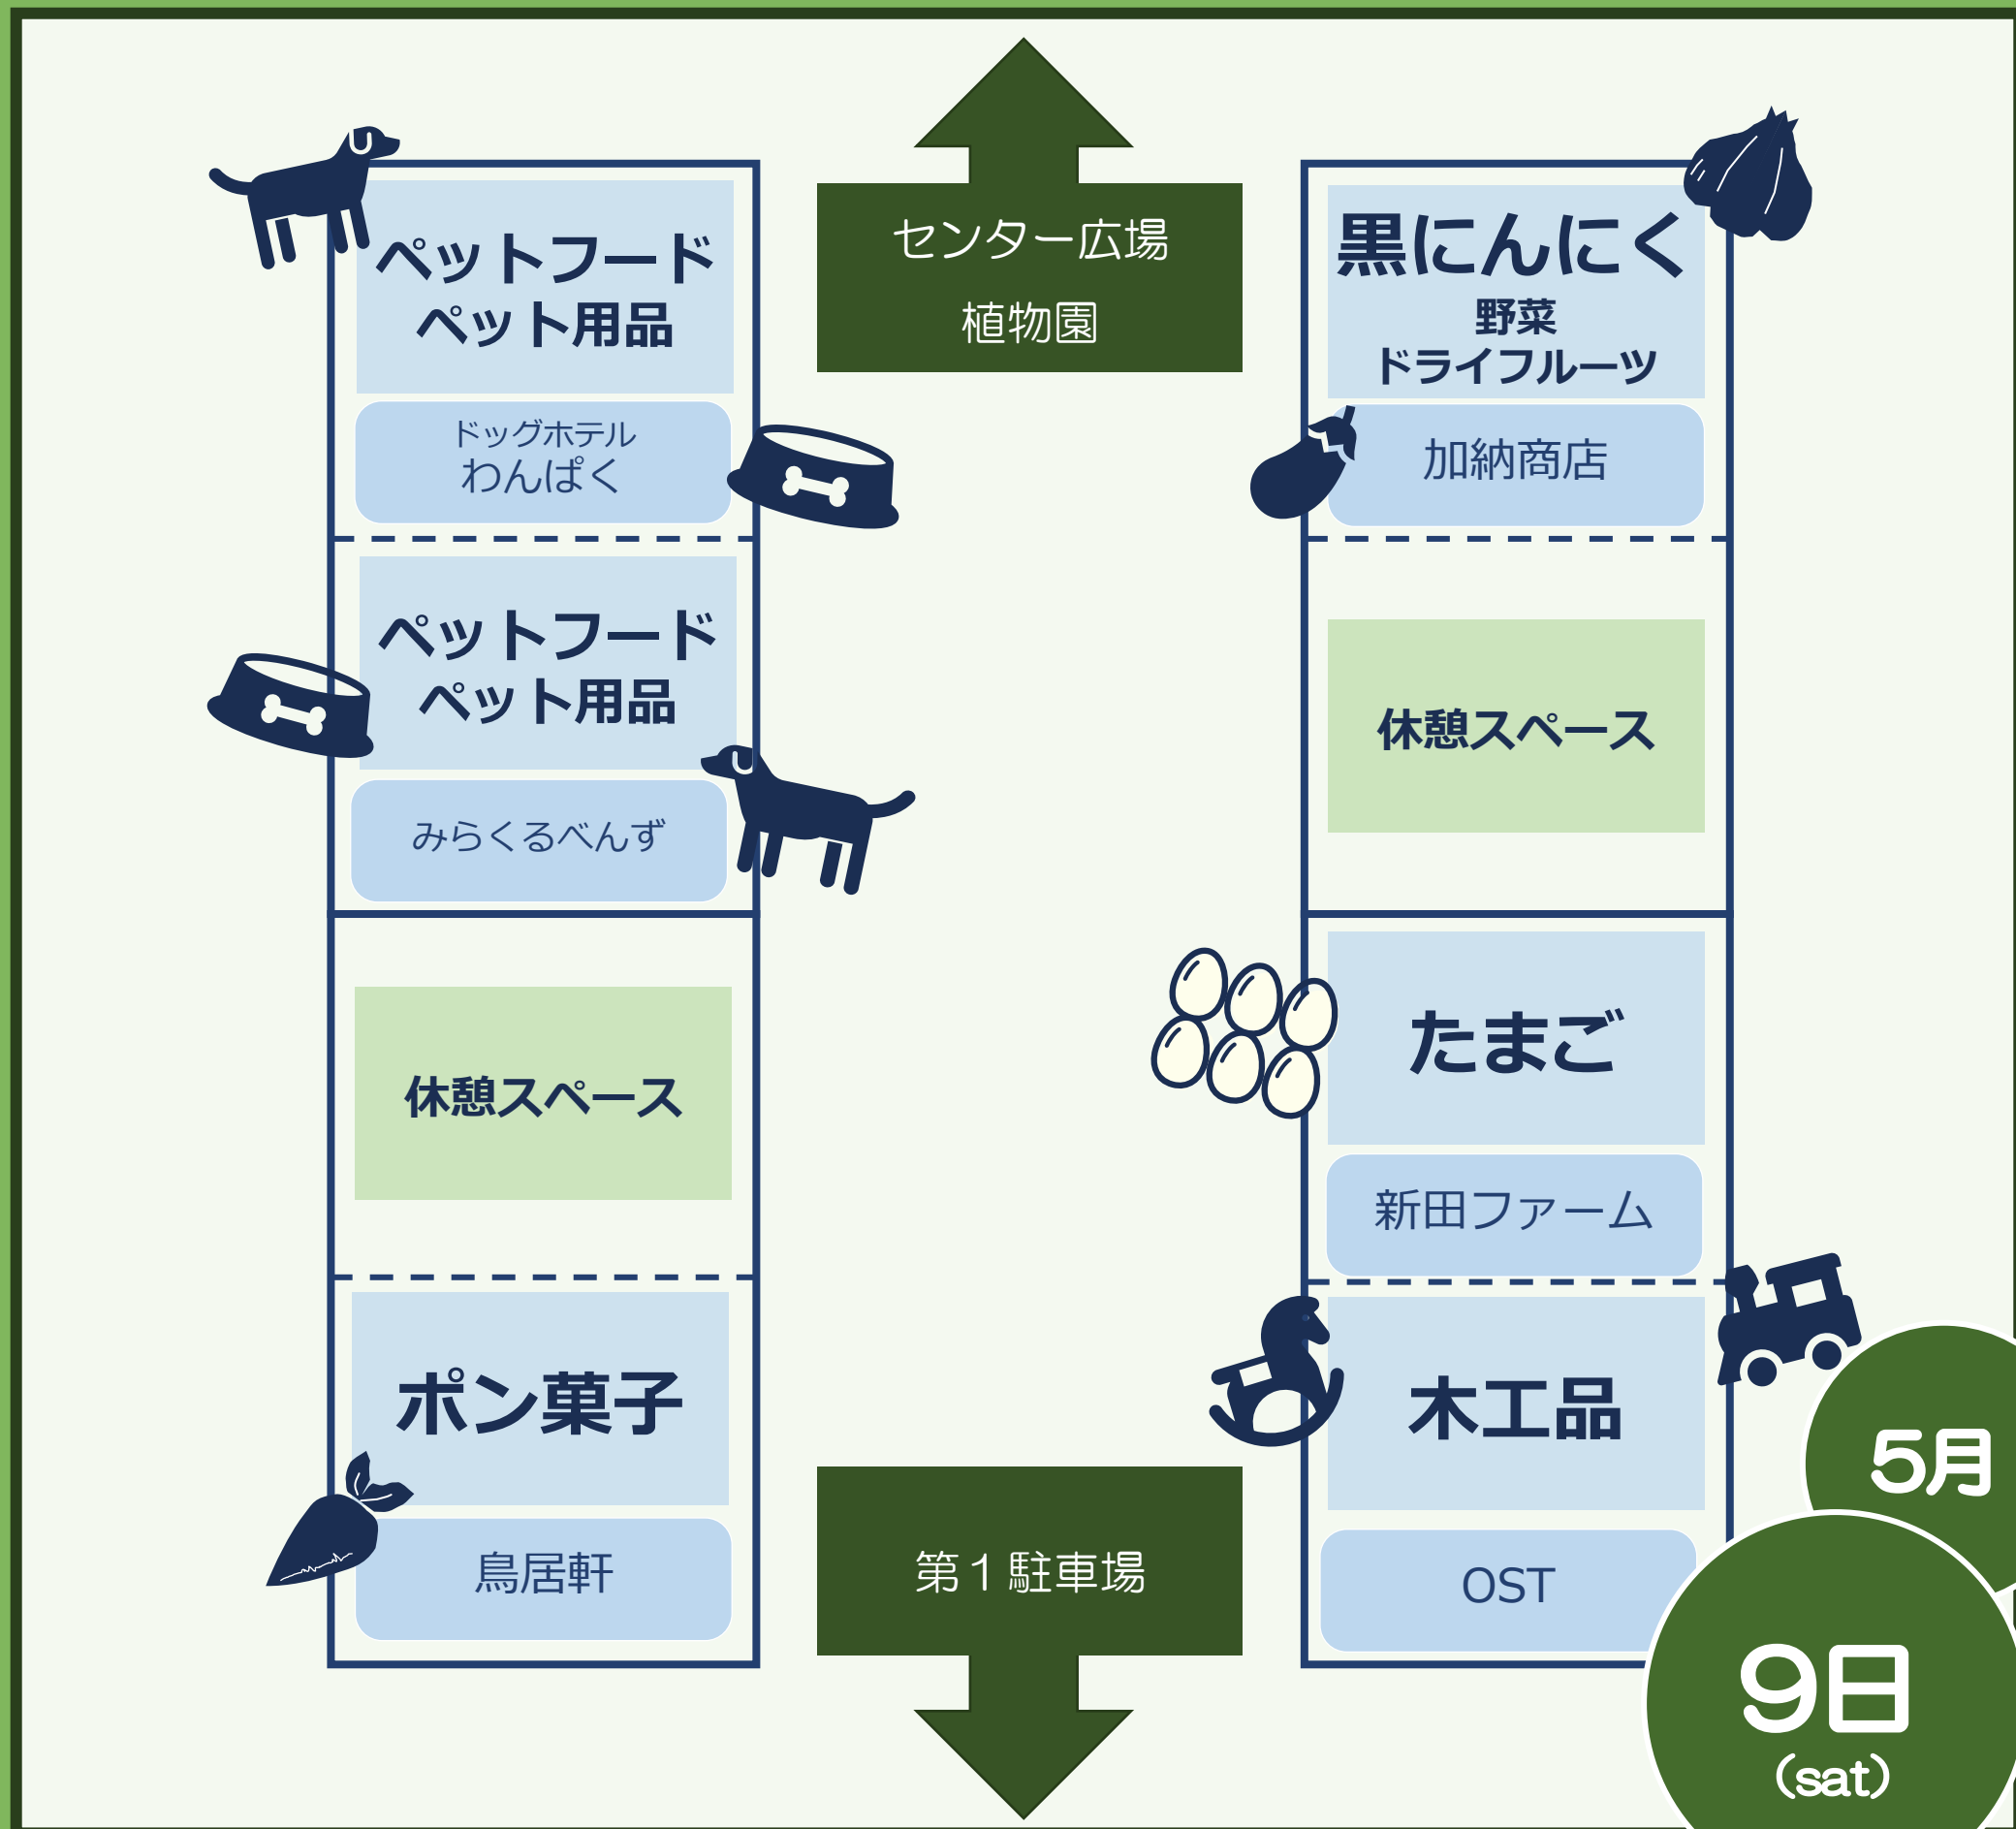 センター広場
植物園
ペットフード
ペット用品
ドッグホテル
わんぱく
ペットフード
ペット用品
みらくるべんず
休憩スペース
ポン菓子
鳥居軒
黒にんにく
野菜
ドライフルーツ
加納商店
休憩スペース
たまご
新田ファーム
木工品
OST
第1駐車場
5月
9日
(sat)